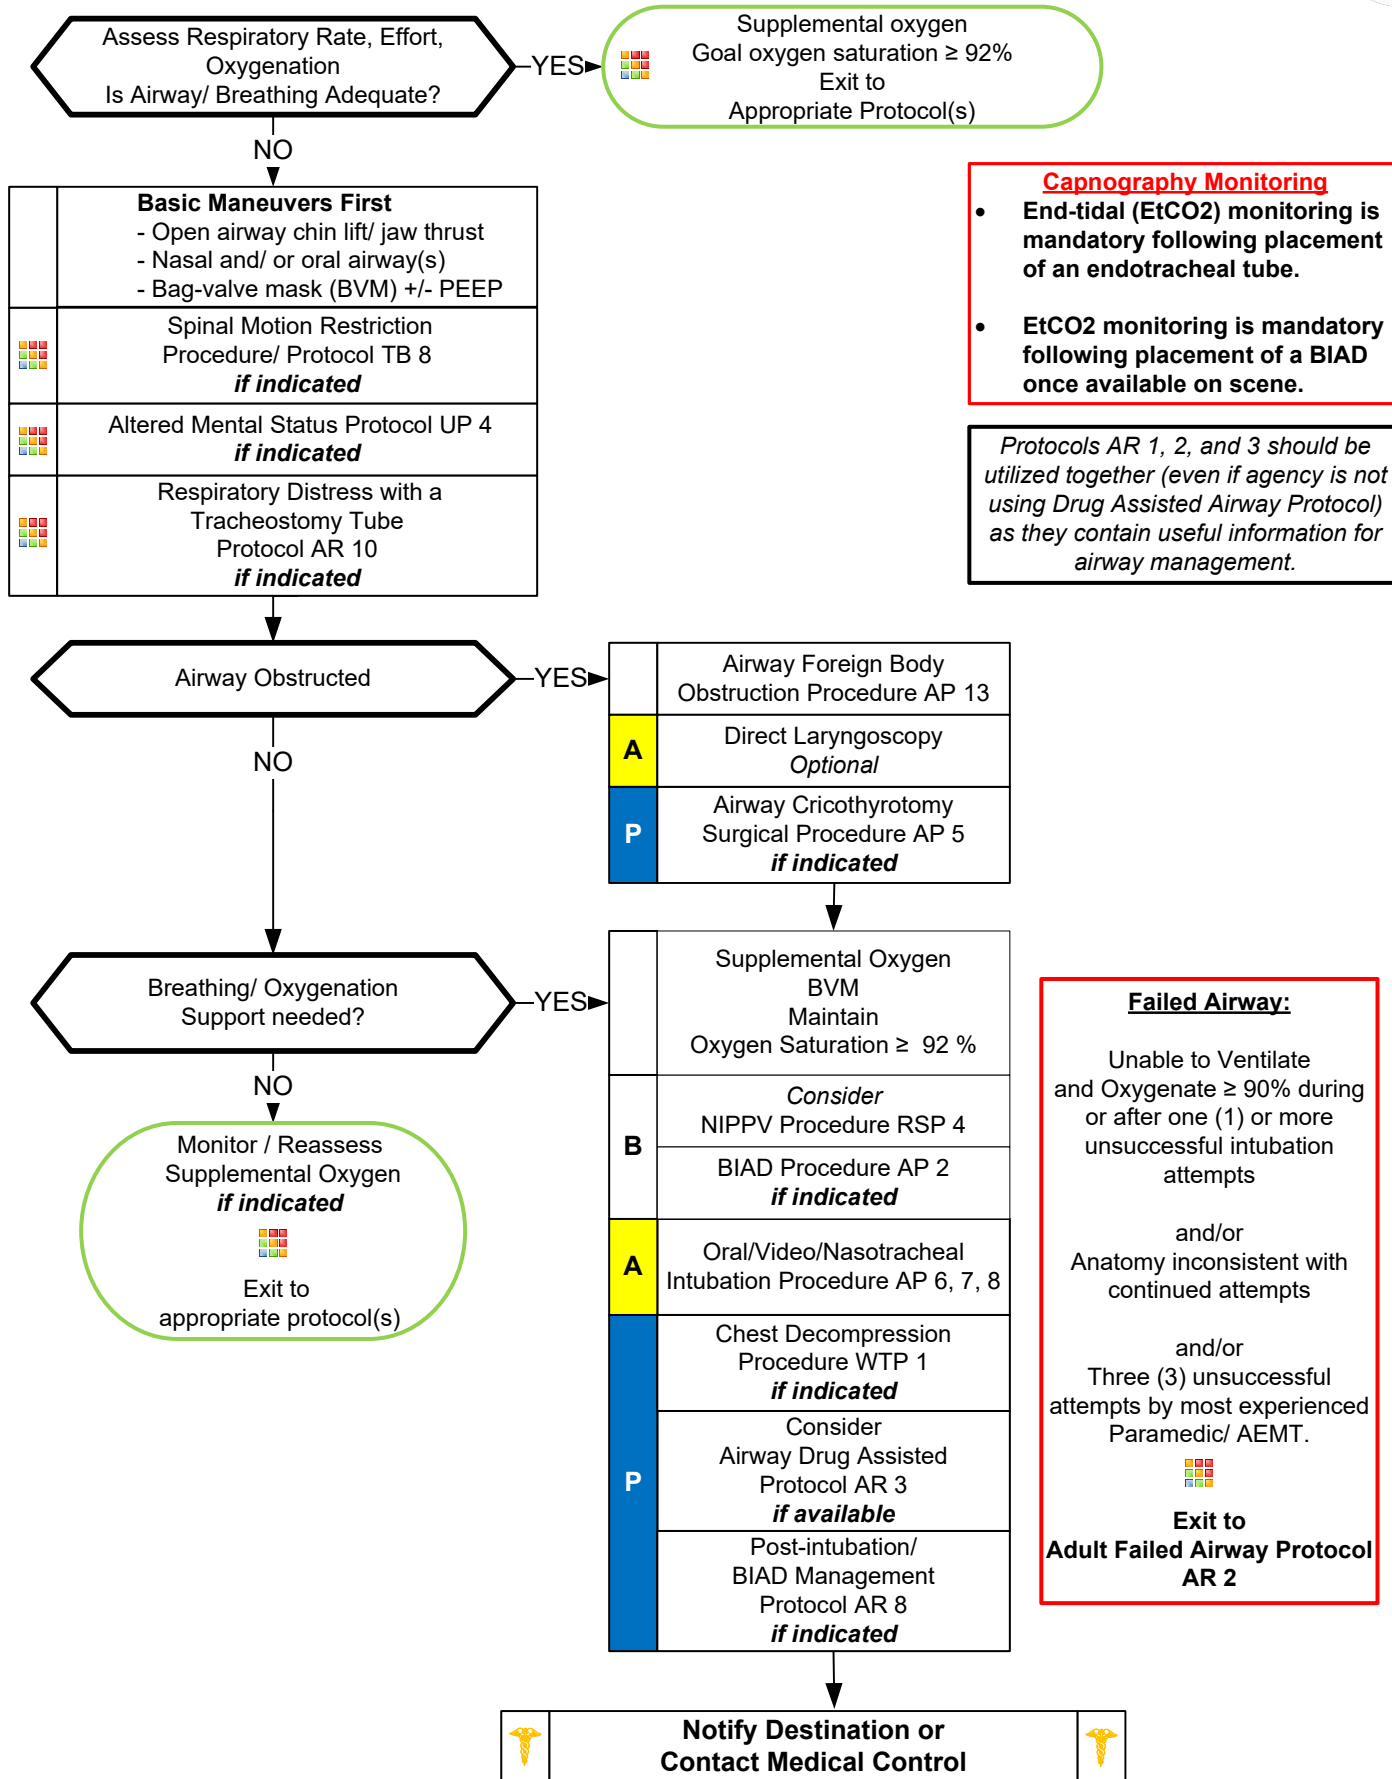 Assess Respiratory Rate, Effort,
Oxygenation
Is Airway/ Breathing Adequate?
YES
Supplemental oxygen
Goal oxygen saturation ≥ 92%
Exit to
Appropriate Protocol(s)
NO
Basic Maneuvers First
- Open airway chin lift/ jaw thrust
- Nasal and/ or oral airway(s)
- Bag-valve mask (BVM) +/- PEEP
Spinal Motion Restriction
Procedure/ Protocol TB 8
if indicated
Altered Mental Status Protocol UP 4
if indicated
Respiratory Distress with a
Tracheostomy Tube
Protocol AR 10
if indicated
Capnography Monitoring
• End-tidal (EtCO2) monitoring is
mandatory following placement
of an endotracheal tube.
• EtCO2 monitoring is mandatory
following placement of a BIAD
once available on scene.
Protocols AR 1, 2, and 3 should be
utilized together (even if agency is not
using Drug Assisted Airway Protocol)
as they contain useful information for
airway management.
Airway Obstructed
YES
Airway Foreign Body
Obstruction Procedure AP 13
A
Direct Laryngoscopy
Optional
P
Airway Cricothyrotomy
Surgical Procedure AP 5
if indicated
NO
Breathing/ Oxygenation
Support needed?
YES
Supplemental Oxygen
BVM
Maintain
Oxygen Saturation ≥ 92 %
B
Consider
NIPPV Procedure RSP 4
BIAD Procedure AP 2
if indicated
A
Oral/Video/Nasotracheal
Intubation Procedure AP 6, 7, 8
P
Chest Decompression
Procedure WTP 1
if indicated
Consider
Airway Drug Assisted
Protocol AR 3
if available
Post-intubation/
BIAD Management
Protocol AR 8
if indicated
NO
Monitor / Reassess
Supplemental Oxygen
if indicated
Exit to
appropriate protocol(s)
Failed Airway:
Unable to Ventilate
and Oxygenate ≥ 90% during
or after one (1) or more
unsuccessful intubation
attempts
and/or
Anatomy inconsistent with
continued attempts
and/or
Three (3) unsuccessful
attempts by most experienced
Paramedic/ AEMT.
Exit to
Adult Failed Airway Protocol
AR 2
Notify Destination or
Contact Medical Control